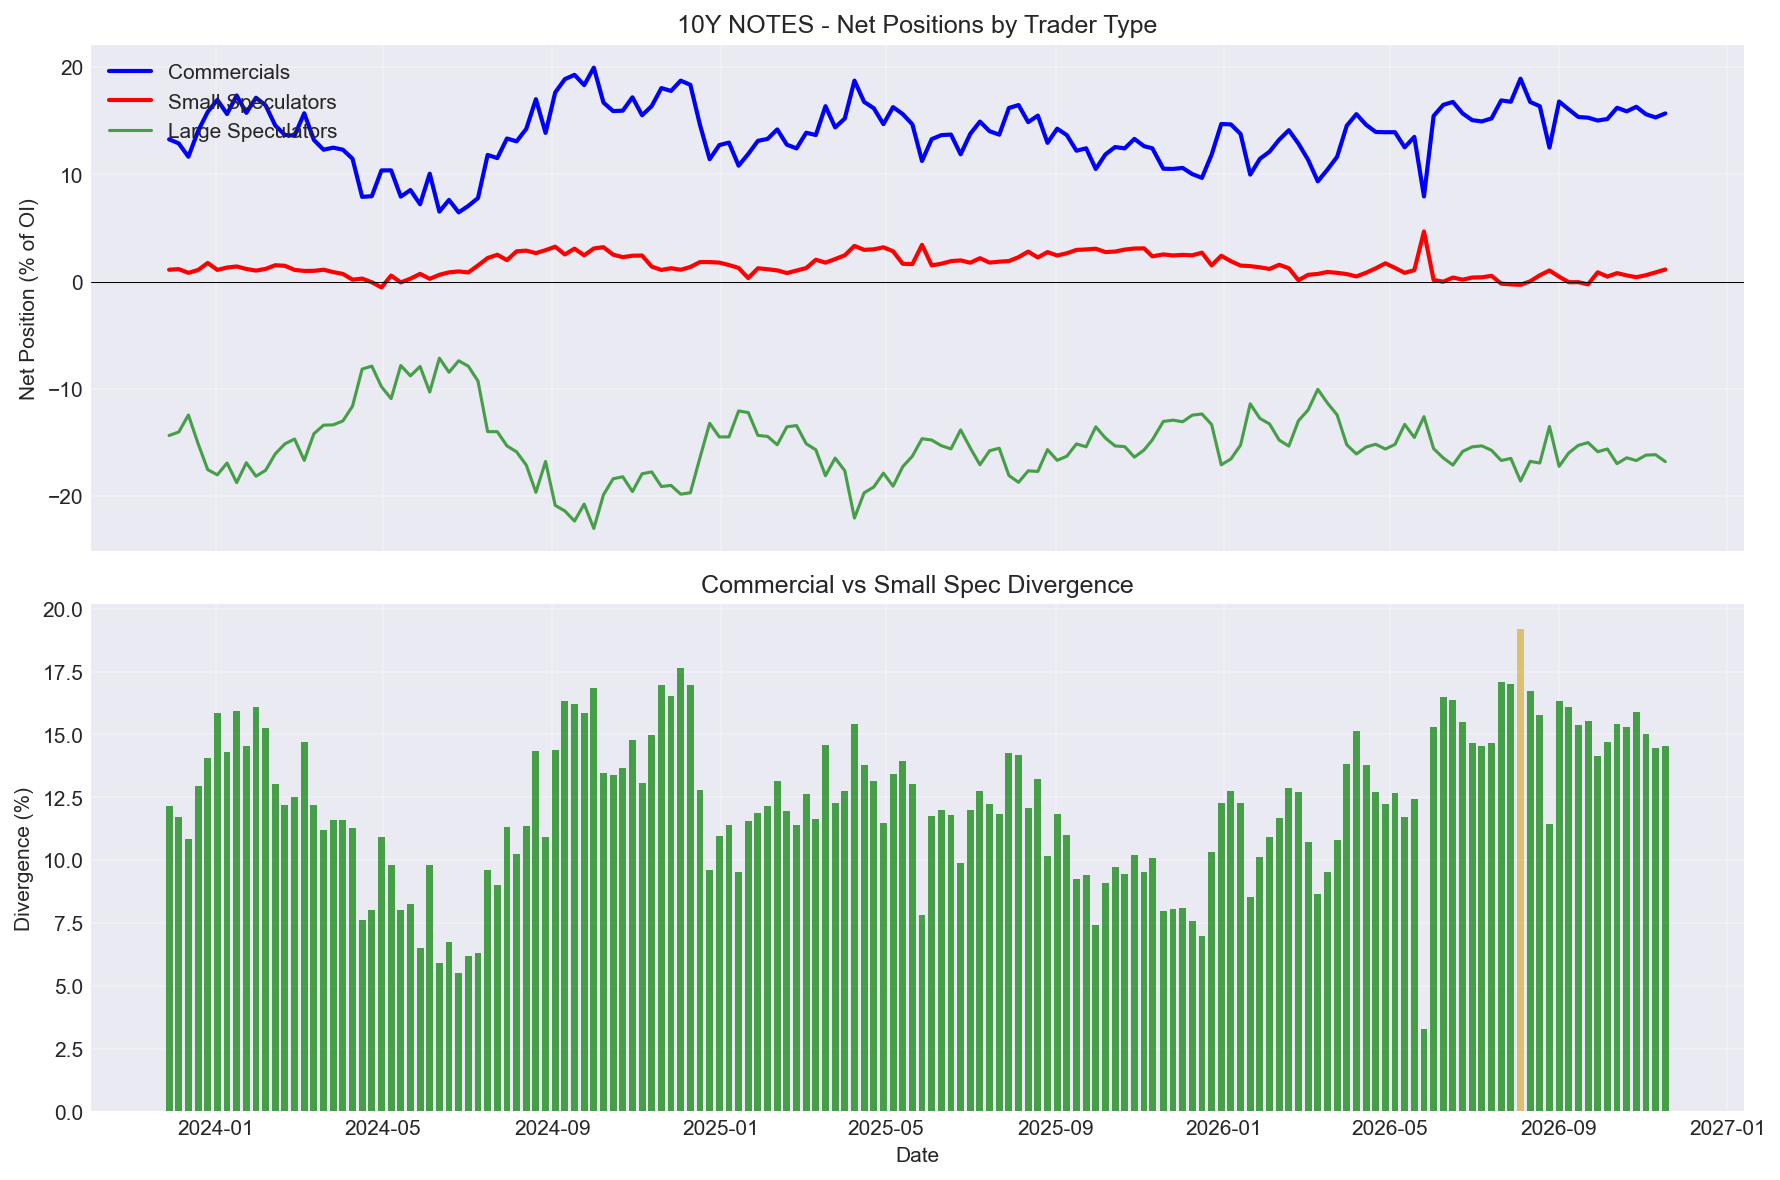 10Y NOTES - Net Positions by Trader Type
Net Position (% of OI)
20
10
0
−10
−20
Commercials
Small Speculators
Large Speculators
Commercial vs Small Spec Divergence
Divergence (%)
20.0
17.5
15.0
12.5
10.0
7.5
5.0
2.5
0.0
2024-01 2024-05 2024-09 2025-01 2025-05 2025-09 2026-01 2026-05 2026-09 2027-01
Date